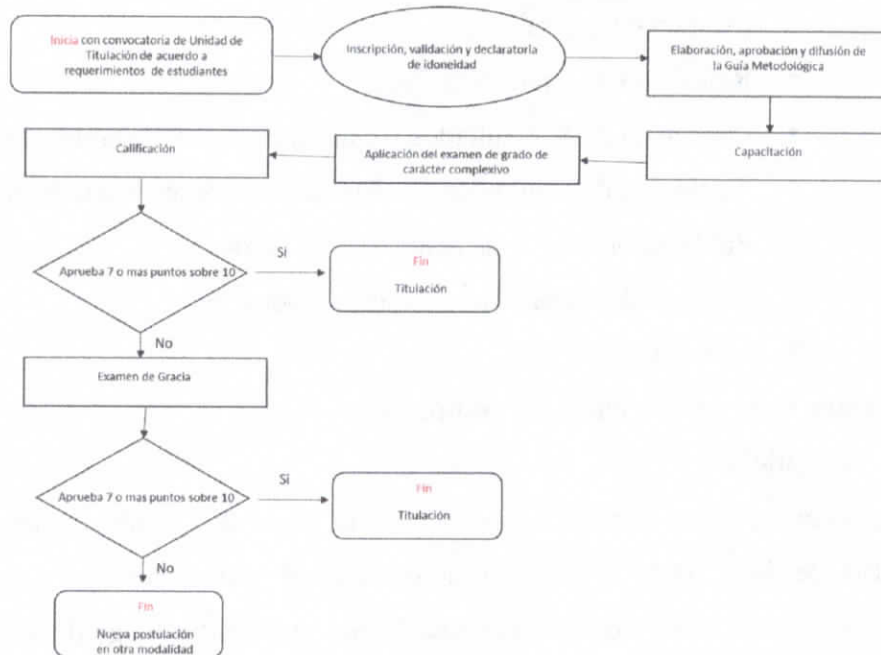 Inicia con convocatoria de Unidad de
Titulación de acuerdo a
requerimientos de estudiantes
Inscripción, validación y declaratoria
de idoneidad
Elaboración, aprobación y difusión de
la Guía Metodológica
Capacitación
Aplicación del examen de grado de
carácter complexivo
Calificación
Aprueba 7 o mas puntos sobre 10
Si
Fin
Titulación
No
Examen de Gracia
Aprueba 7 o mas puntos sobre 10
Si
Fin
Titulación
No
Fin
Nueva postulación
en otra modalidad